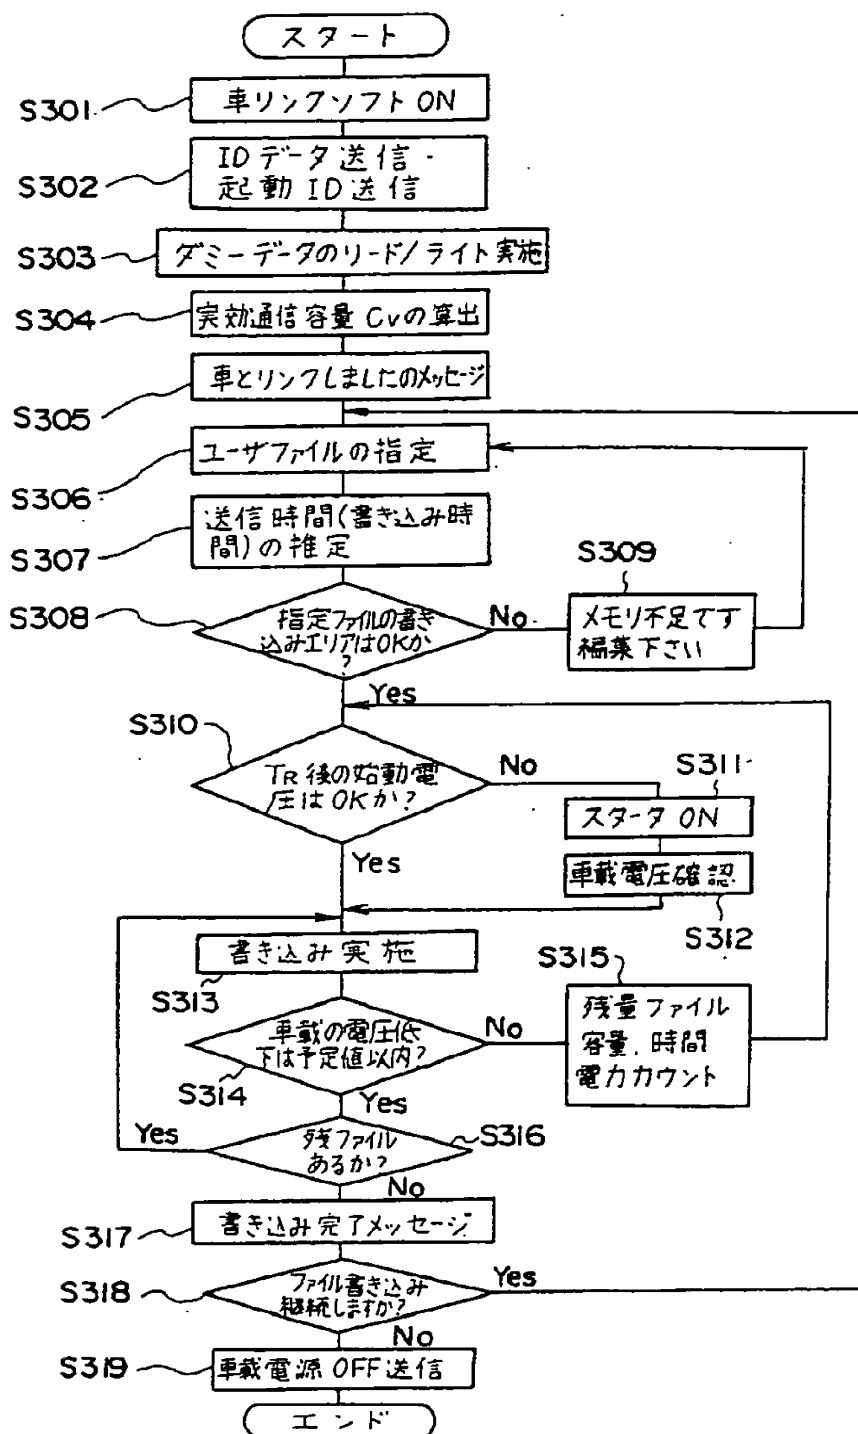 スタート
S301
車リンクソフト ON
S302
IDデータ送信・
起動ID送信
S303
ダミーデータのリード/ライト実施
S304
実効通信容量 Cvの算出
S305
車とリンクしましたのメッセージ
S306
ユーザファイルの指定
S307
送信時間(書き込み時
間)の推定
S308
指定ファイルの書き
込みエリアはOKか
?
No
S309
メモリ不足です
編集下さい
Yes
S310
TR後の始動電
圧はOKか?
No
S311
スタータ ON
Yes
車載電圧確認
S312
書き込み実施
S313
車載の電圧低
下は予定値以内?
S314
No
S315
残量ファイル
容量、時間
電力カウント
Yes
Yes
残ファイル
あるか?
S316
No
S317
書き込み完了メッセージ
S318
ファイル書き込み
継続しますか?
Yes
No
S319
車載電源OFF送信
エンド